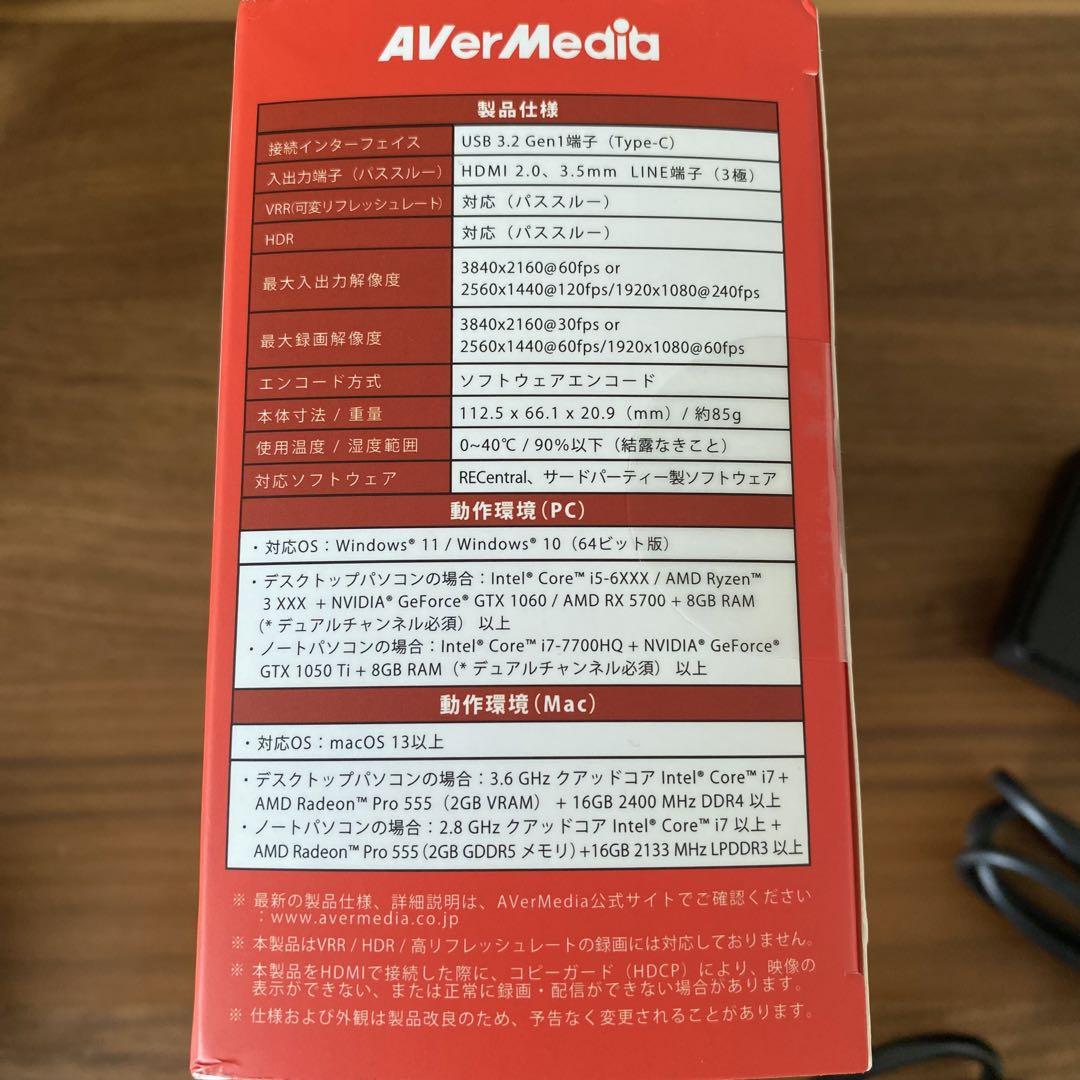 AVerMedia
製品仕様
接続インターフェイス USB 3.2 Gen1端子（Type-C）
入出力端子（パススルー） HDMI 2.0、3.5mm LINE端子（3極）
VRR(可変リフレッシュレート) 対応（パススルー）
HDR 対応（パススルー）
最大入出力解像度 3840x2160@60fps or
2560x1440@120fps/1920x1080@240fps
最大録画解像度 3840x2160@30fps or
2560x1440@60fps/1920x1080@60fps
エンコード方式 ソフトウェアエンコード
本体寸法 / 重量 112.5 x 66.1 x 20.9（mm）/ 約85g
使用温度 / 湿度範囲 0~40℃ / 90%以下（結露なきこと）
対応ソフトウェア RECentral、サードパーティー製ソフトウェア
動作環境（PC）
・対応OS：Windows® 11 / Windows® 10（64ビット版）
・デスクトップパソコンの場合：Intel® Core™ i5-6XXX / AMD Ryzen™
3 XXX + NVIDIA® GeForce® GTX 1060 / AMD RX 5700 + 8GB RAM
(* デュアルチャンネル必須） 以上
・ノートパソコンの場合：Intel® Core™ i7-7700HQ + NVIDIA® GeForce®
GTX 1050 Ti + 8GB RAM（* デュアルチャンネル必須） 以上
動作環境（Mac）
・対応OS：macOS 13以上
・デスクトップパソコンの場合：3.6 GHz クアッドコア Intel® Core™ i7 +
AMD Radeon™ Pro 555（2GB VRAM） + 16GB 2400 MHz DDR4 以上
・ノートパソコンの場合：2.8 GHz クアッドコア Intel® Core™ i7 以上 +
AMD Radeon™ Pro 555 (2GB GDDR5 メモリ) +16GB 2133 MHz LPDDR3 以上
※ 最新の製品仕様、詳細説明は、AVerMedia公式サイトでご確認ください
：www.avermedia.co.jp
※ 本製品はVRR / HDR / 高リフレッシュレートの録画には対応しておりません。
※ 本製品をHDMIで接続した際に、コピーガード（HDCP）により、映像の
表示ができない、または正常に録画・配信ができない場合があります。
※ 仕様および外観は製品改良のため、予告なく変更されることがあります。